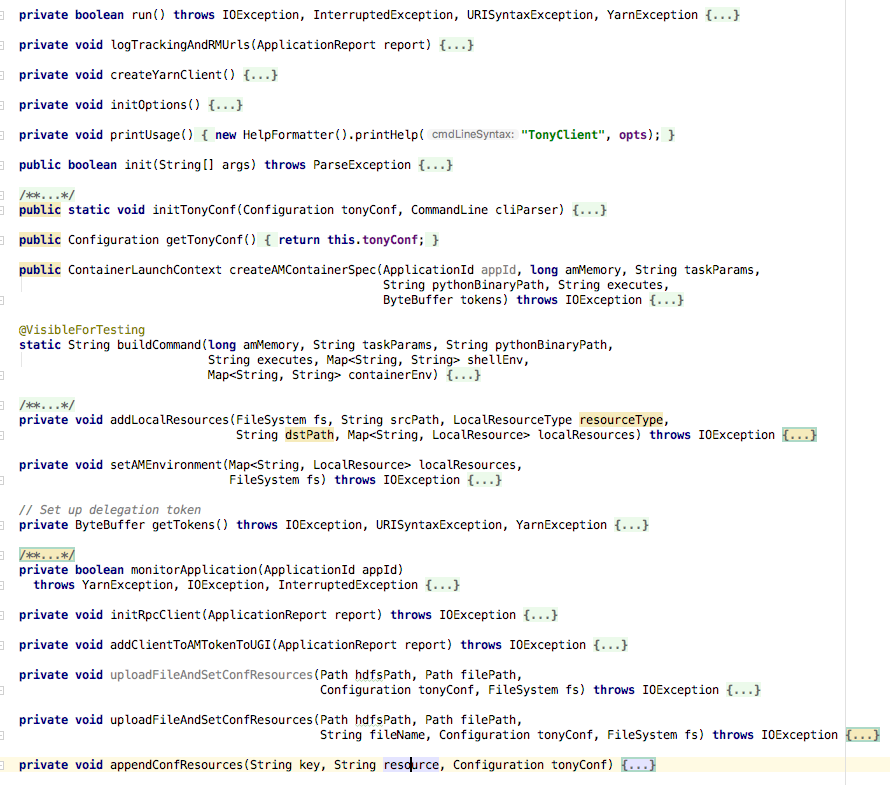 private boolean run() throws IOException, InterruptedException, URISyntaxException, YarnException {...}
private void logTrackingAndRMUrls(ApplicationReport report) {...}
private void createYarnClient() {...}
private void initOptions() {...}
private void printUsage() { new HelpFormatter().printHelp( cmdLineSyntax: "TonyClient", opts); }
public boolean init(String[] args) throws ParseException {...}
/**...*/
public static void initTonyConf(Configuration tonyConf, CommandLine cliParser) {...}
public Configuration getTonyConf() { return this.tonyConf; }
public ContainerLaunchContext createAMContainerSpec(ApplicationId appId, long amMemory, String taskParams,
String pythonBinaryPath, String executes,
ByteBuffer tokens) throws IOException {...}
@VisibleForTesting
static String buildCommand(long amMemory, String taskParams, String pythonBinaryPath,
String executes, Map<String, String> shellEnv,
Map<String, String> containerEnv) {...}
/**...*/
private void addLocalResources(FileSystem fs, String srcPath, LocalResourceType resourceType,
String dstPath, Map<String, LocalResource> localResources) throws IOException {...}
private void setAMEnvironment(Map<String, LocalResource> localResources,
FileSystem fs) throws IOException {...}
// Set up delegation token
private ByteBuffer getTokens() throws IOException, URISyntaxException, YarnException {...}
/**...*/
private boolean monitorApplication(ApplicationId appId)
throws YarnException, IOException, InterruptedException {...}
private void initRpcClient(ApplicationReport report) throws IOException {...}
private void addClientToAMTokenToUGI(ApplicationReport report) throws IOException {...}
private void uploadFileAndSetConfResources(Path hdfsPath, Path filePath,
Configuration tonyConf, FileSystem fs) throws IOException {...}
private void uploadFileAndSetConfResources(Path hdfsPath, Path filePath,
String fileName, Configuration tonyConf, FileSystem fs) throws IOException {...}
private void appendConfResources(String key, String resource, Configuration tonyConf) {...}